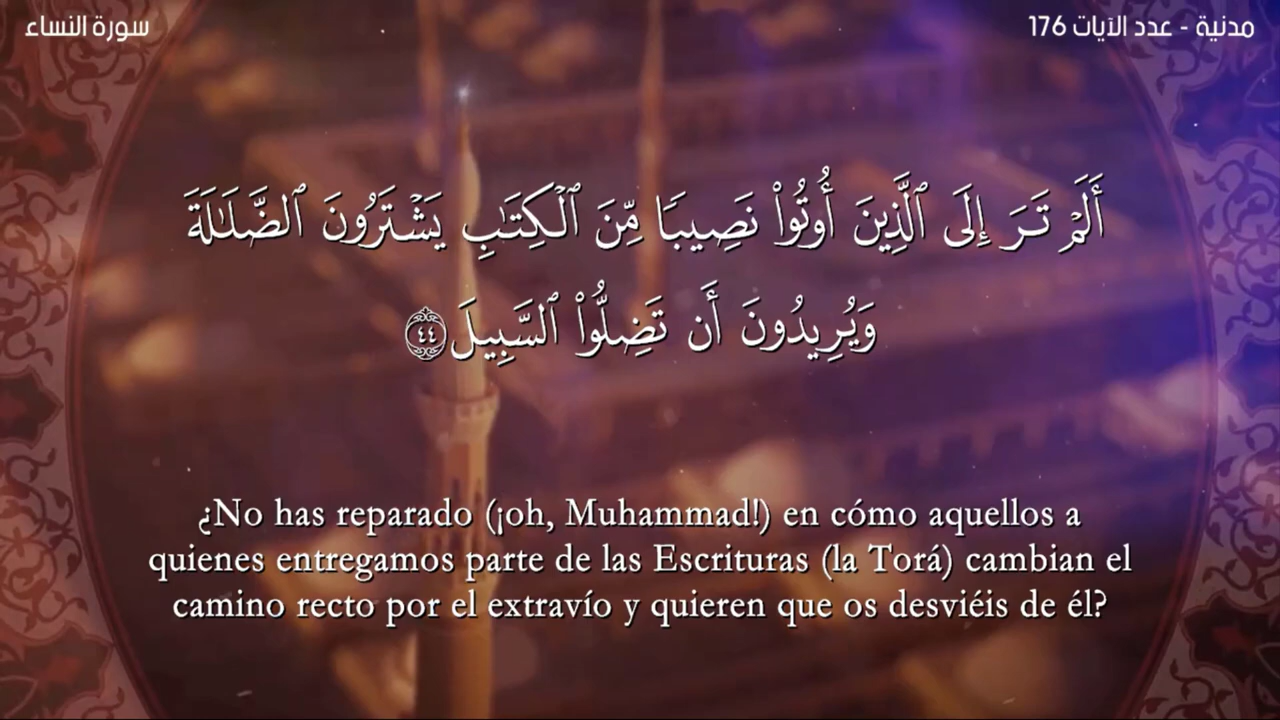 سورة النساء
مدنية - عدد الآيات 176
أَلَمۡ تَرَ إِلَى ٱلَّذِينَ أُوتُواْ نَصِيبٗا مِّنَ ٱلۡكِتَٰبِ يَشۡتَرُونَ ٱلضَّلَٰلَةَ
وَيُرِيدُونَ أَن تَضِلُّواْ ٱلسَّبِيلَ ٤٤
¿No has reparado (¡oh, Muhammad!) en cómo aquellos a
quienes entregamos parte de las Escrituras (la Torá) cambian el
camino recto por el extravío y quieren que os desviéis de él?